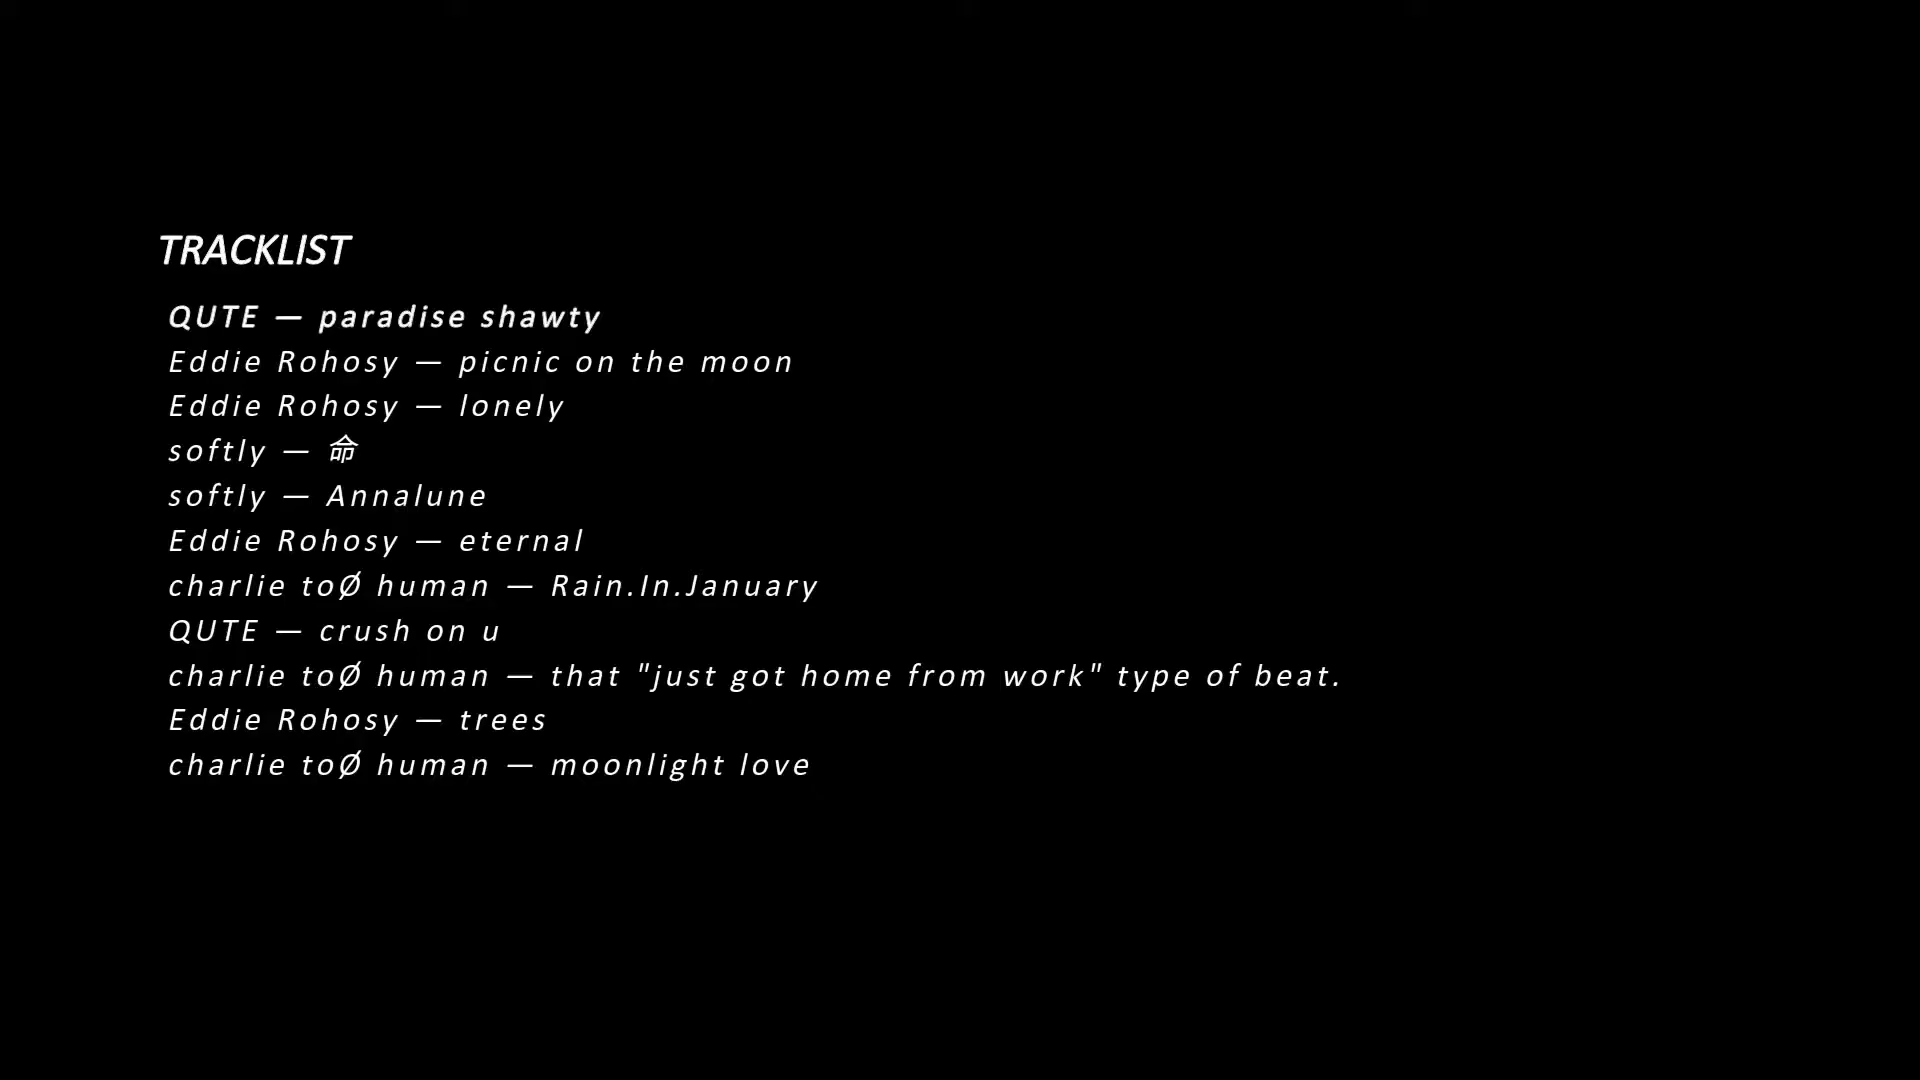 TRACKLIST
QUTE — paradise shawty
Eddie Rohosy — picnic on the moon
Eddie Rohosy — lonely
softly — 命
softly — Annalune
Eddie Rohosy — eternal
charlie toØ human — Rain.In.January
QUTE — crush on u
charlie toØ human — that "just got home from work" type of beat.
Eddie Rohosy — trees
charlie toØ human — moonlight love